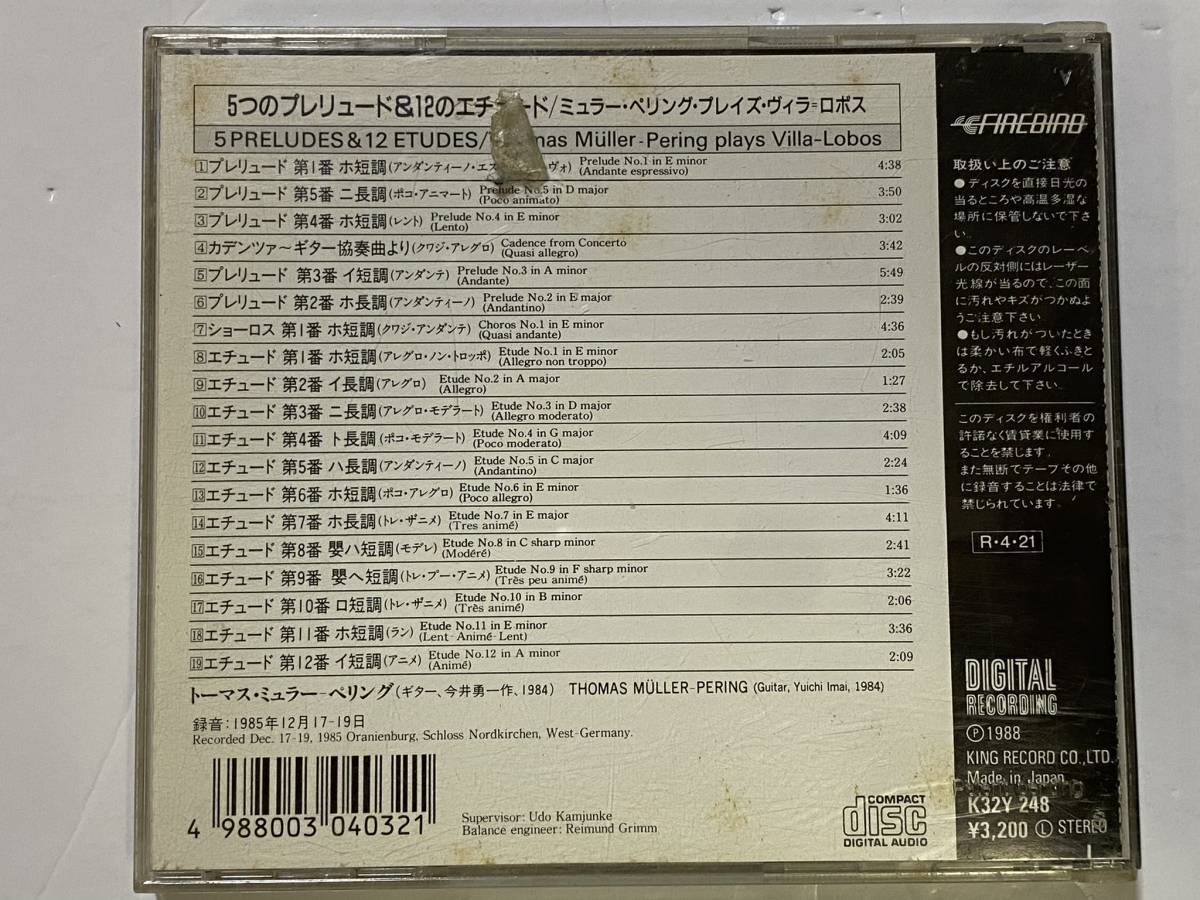 5つのプレリュード&12のエチ ド/ミュラー・ペリング・プレイズ・ヴィラ=ロボス
5 PRELUDES & 12 ETUDES/ mas Müller-Pering plays Villa-Lobos
1 プレリュード 第1番 ホ短調(アンダンティーノ・エス ヴォ) Prelude No.1 in E minor (Andante espressivo) 4:38
2 プレリュード 第5番 ニ長調(ポコ・アニマート) Prelude No.5 in D major (Poco animato) 3:50
3 プレリュード 第4番 ホ短調(レント) Prelude No.4 in E minor (Lento) 3:02
4 カデンツァ～ギター協奏曲より(クワジ・アレグロ) Cadence from Concerto (Quasi allegro) 3:42
5 プレリュード 第3番 イ短調(アンダンテ) Prelude No.3 in A minor (Andante) 5:49
6 プレリュード 第2番 ホ長調(アンダンティーノ) Prelude No.2 in E major (Andantino) 2:39
7 ショーロス 第1番 ホ短調(クワジ・アンダンテ) Choros No.1 in E minor (Quasi andante) 4:36
8 エチュード 第1番 ホ短調(アレグロ・ノン・トロッポ) Etude No.1 in E minor (Allegro non troppo) 2:05
9 エチュード 第2番 イ長調(アレグロ) Etude No.2 in A major (Allegro) 1:27
10 エチュード 第3番 ニ長調(アレグロ・モデラート) Etude No.3 in D major (Allegro moderato) 2:38
11 エチュード 第4番 ト長調(ポコ・モデラート) Etude No.4 in G major (Poco moderato) 4:09
12 エチュード 第5番 ハ長調(アンダンティーノ) Etude No.5 in C major (Andantino) 2:24
13 エチュード 第6番 ホ短調(ポコ・アレグロ) Etude No.6 in E minor (Poco allegro) 1:36
14 エチュード 第7番 ホ長調(トレ・ザニメ) Etude No.7 in E major (Tres animé) 4:11
15 エチュード 第8番 嬰ハ短調(モデレ) Etude No.8 in C sharp minor (Modéré) 2:41
16 エチュード 第9番 嬰ヘ短調(トレ・プー・アニメ) Etude No.9 in F sharp minor (Très peu animé) 3:22
17 エチュード 第10番 ロ短調(トレ・ザニメ) Etude No.10 in B minor (Très animé) 2:06
18 エチュード 第11番 ホ短調(ラン) Etude No.11 in E minor (Lent-Animé-Lent) 3:36
19 エチュード 第12番 イ短調(アニメ) Etude No.12 in A minor (Animé) 2:09
トーマス・ミュラー-ペリング(ギター、今井勇一作、1984) THOMAS MÜLLER-PERING (Guitar, Yuichi Imai, 1984)
録音:1985年12月17-19日
Recorded Dec. 17-19, 1985 Oranienburg, Schloss Nordkirchen, West-Germany.
4 988003 040321
Supervisor: Udo Kamjunke
Balance engineer: Reimund Grimm
COMPACT
disc
DIGITAL AUDIO
FIREBIRD
取扱い上のご注意
●ディスクを直接日光の
当るところや高温多湿な
場所に保管しないで下さ
い。
●このディスクのレーベ
ルの反対側にはレーザー
光線が当るので、この面
に汚れやキズがつかぬよ
うご注意下さい
●もし汚れがついたとき
は柔かい布で軽くふきと
るか、エチルアルコール
で除去して下さい。
このディスクを権利者の
許諾なく賃貸業に使用す
ることを禁じます。
また無断でテープその他
に録音することは法律で
禁じられています。
R・4・21
DIGITAL
RECORDING
Ⓟ1988
KING RECORD CO.,LTD.
Made in Japan
K32Y 248
¥3,200 Ⓛ STEREO